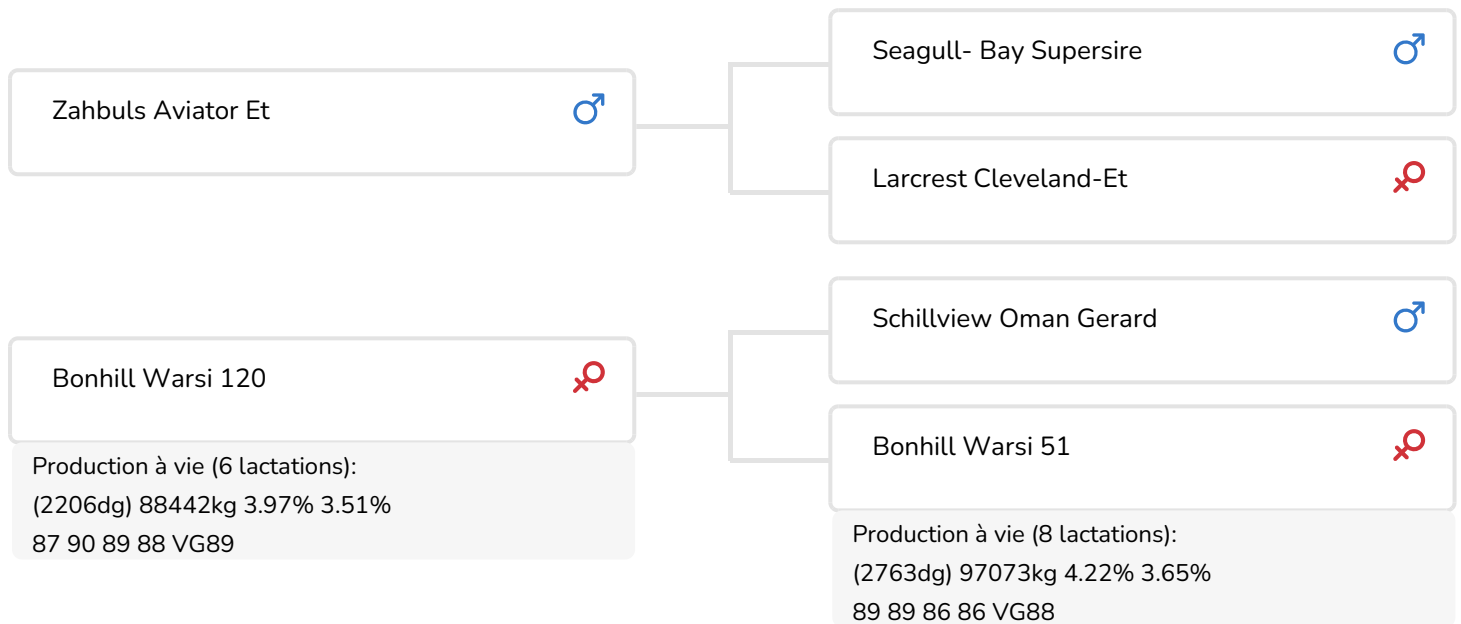 Zahbuls Aviator Et
Seagull- Bay Supersire
Larcrest Cleveland-Et
Bonhill Warsi 120
Production à vie (6 lactations):
(2206dg) 88442kg 3.97% 3.51%
87 90 89 88 VG89
Schillview Oman Gerard
Bonhill Warsi 51
Production à vie (8 lactations):
(2763dg) 97073kg 4.22% 3.65%
89 89 86 86 VG88